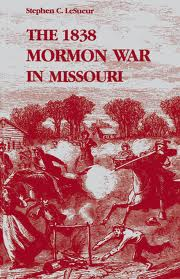 Stephen C. LeSueur
THE 1838
MORMON WAR
IN MISSOURI